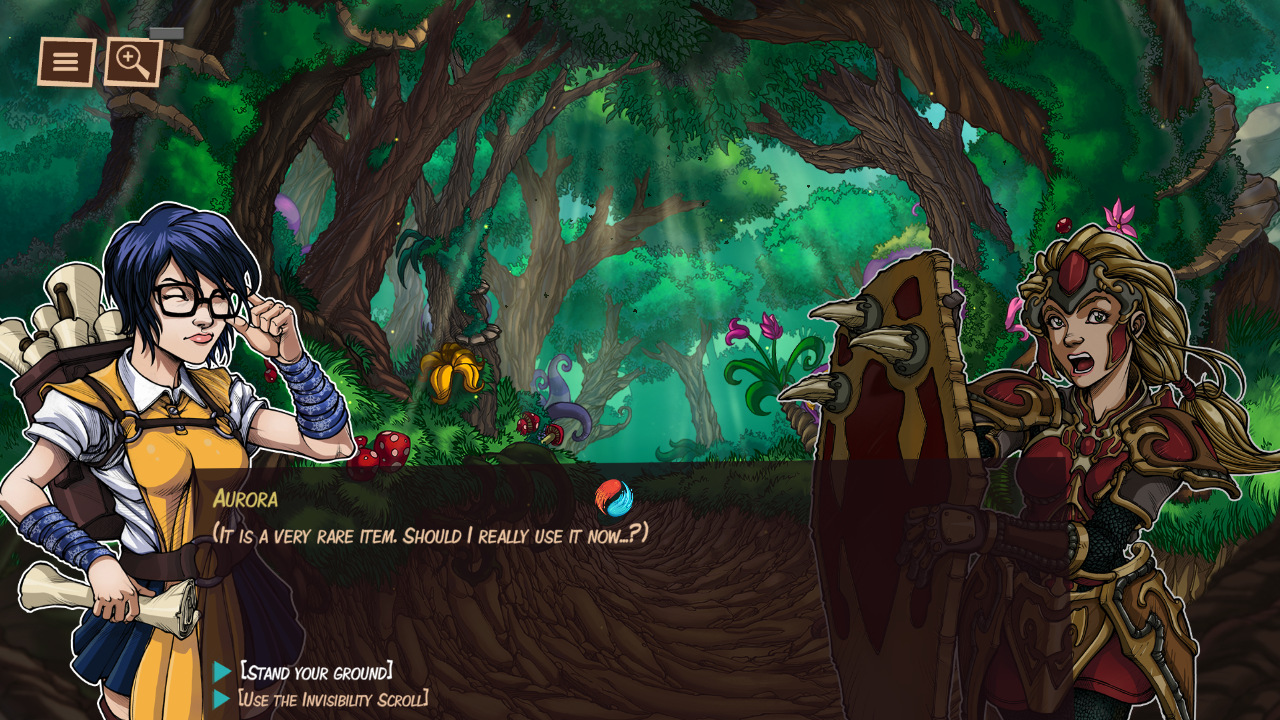 Aurora
(It is a very rare item. Should I really use it now...?)
[Stand your ground]
[Use the Invisibility Scroll]